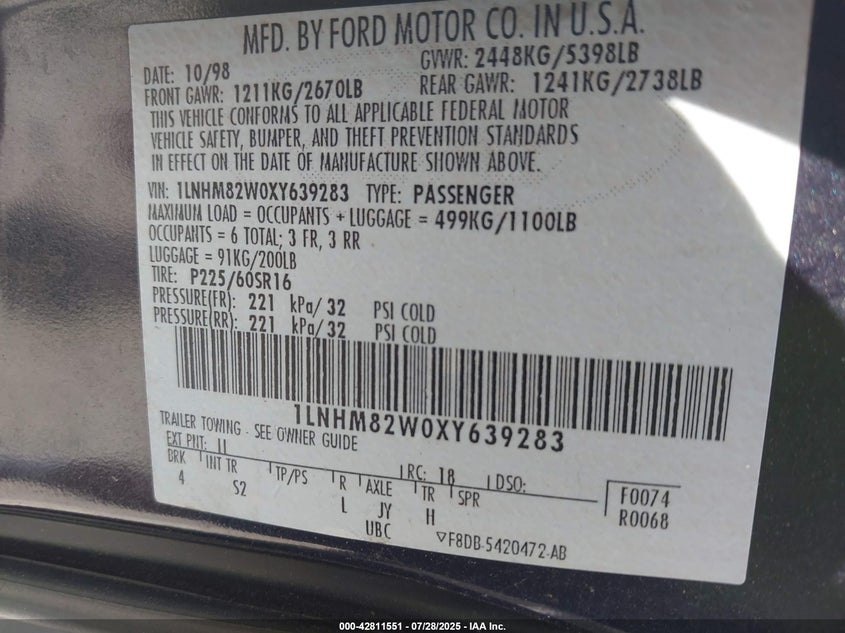 MFD. BY FORD MOTOR CO. IN U.S.A.
DATE: 10/98 GVWR: 2448KG/5398LB
FRONT GAWR: 1211KG/2670LB REAR GAWR: 1241KG/2738LB
THIS VEHICLE CONFORMS TO ALL APPLICABLE FEDERAL MOTOR
VEHICLE SAFETY, BUMPER, AND THEFT PREVENTION STANDARDS
IN EFFECT ON THE DATE OF MANUFACTURE SHOWN ABOVE.
VIN: 1LNHM82W0XY639283 TYPE: PASSENGER
MAXIMUM LOAD = OCCUPANTS + LUGGAGE = 499KG/1100LB
OCCUPANTS = 6 TOTAL; 3 FR, 3 RR
LUGGAGE = 91KG/200LB
TIRE: P225/60SR16
PRESSURE(FR): 221 kPa/32 PSI COLD
PRESSURE(RR): 221 kPa/32 PSI COLD
1LNHM82W0XY639283
TRAILER TOWING - SEE OWNER GUIDE
EXT PNT: II RC: 18 DSO:
BRK INT TR TP/PS R AXLE TR SPR F0074
4 S2 L JY H R0068
UBC ▽F8DB-5420472-AB
000-42811551 / 07/28/2025 - IAA Inc.